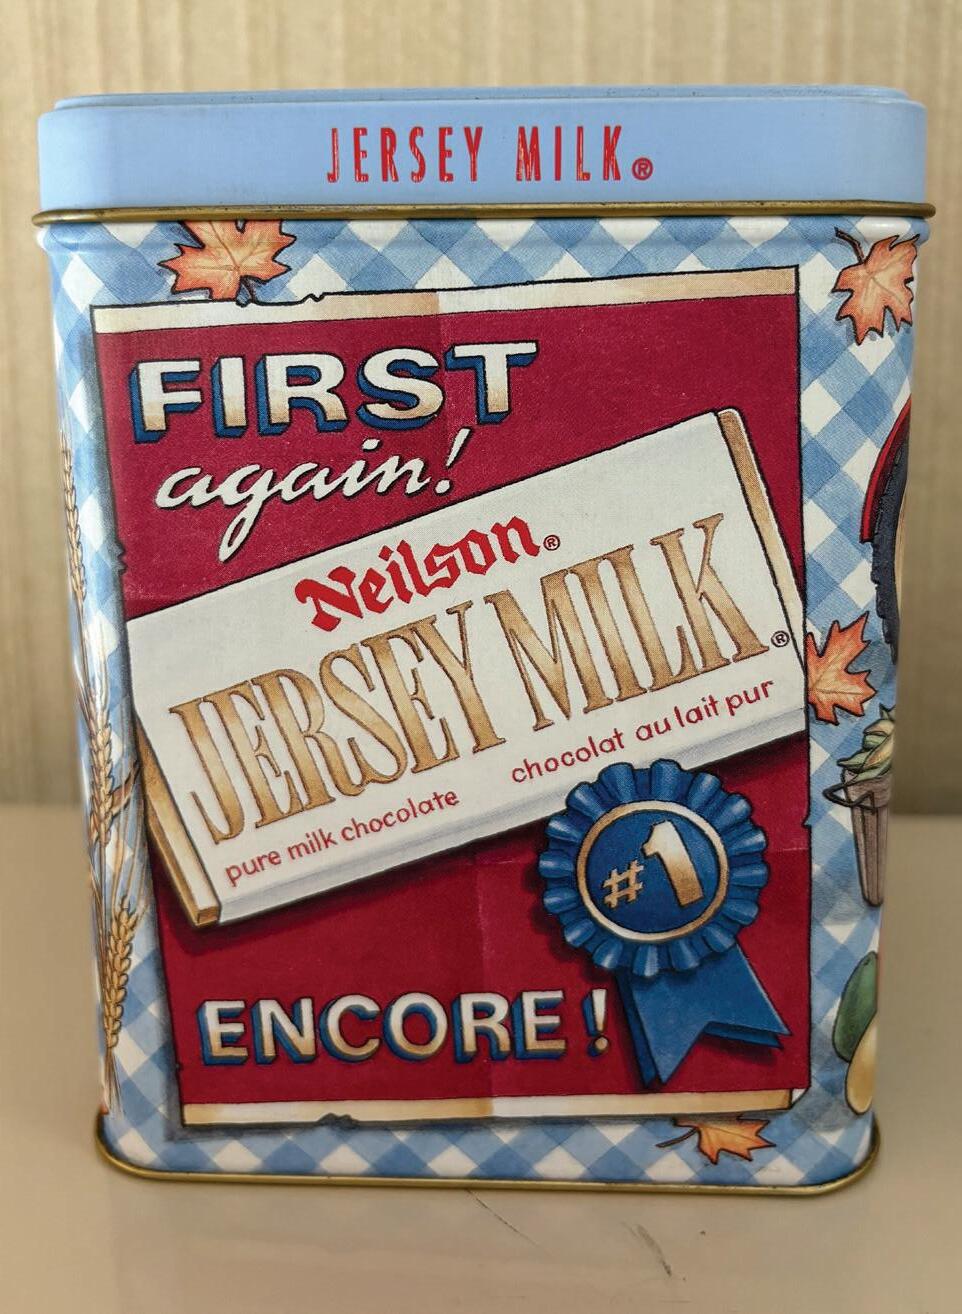 JERSEY MILK®
FIRST
again!
Neilson®
JERSEY MILK®
pure milk chocolate
chocolat au lait pur
#1
ENCORE!